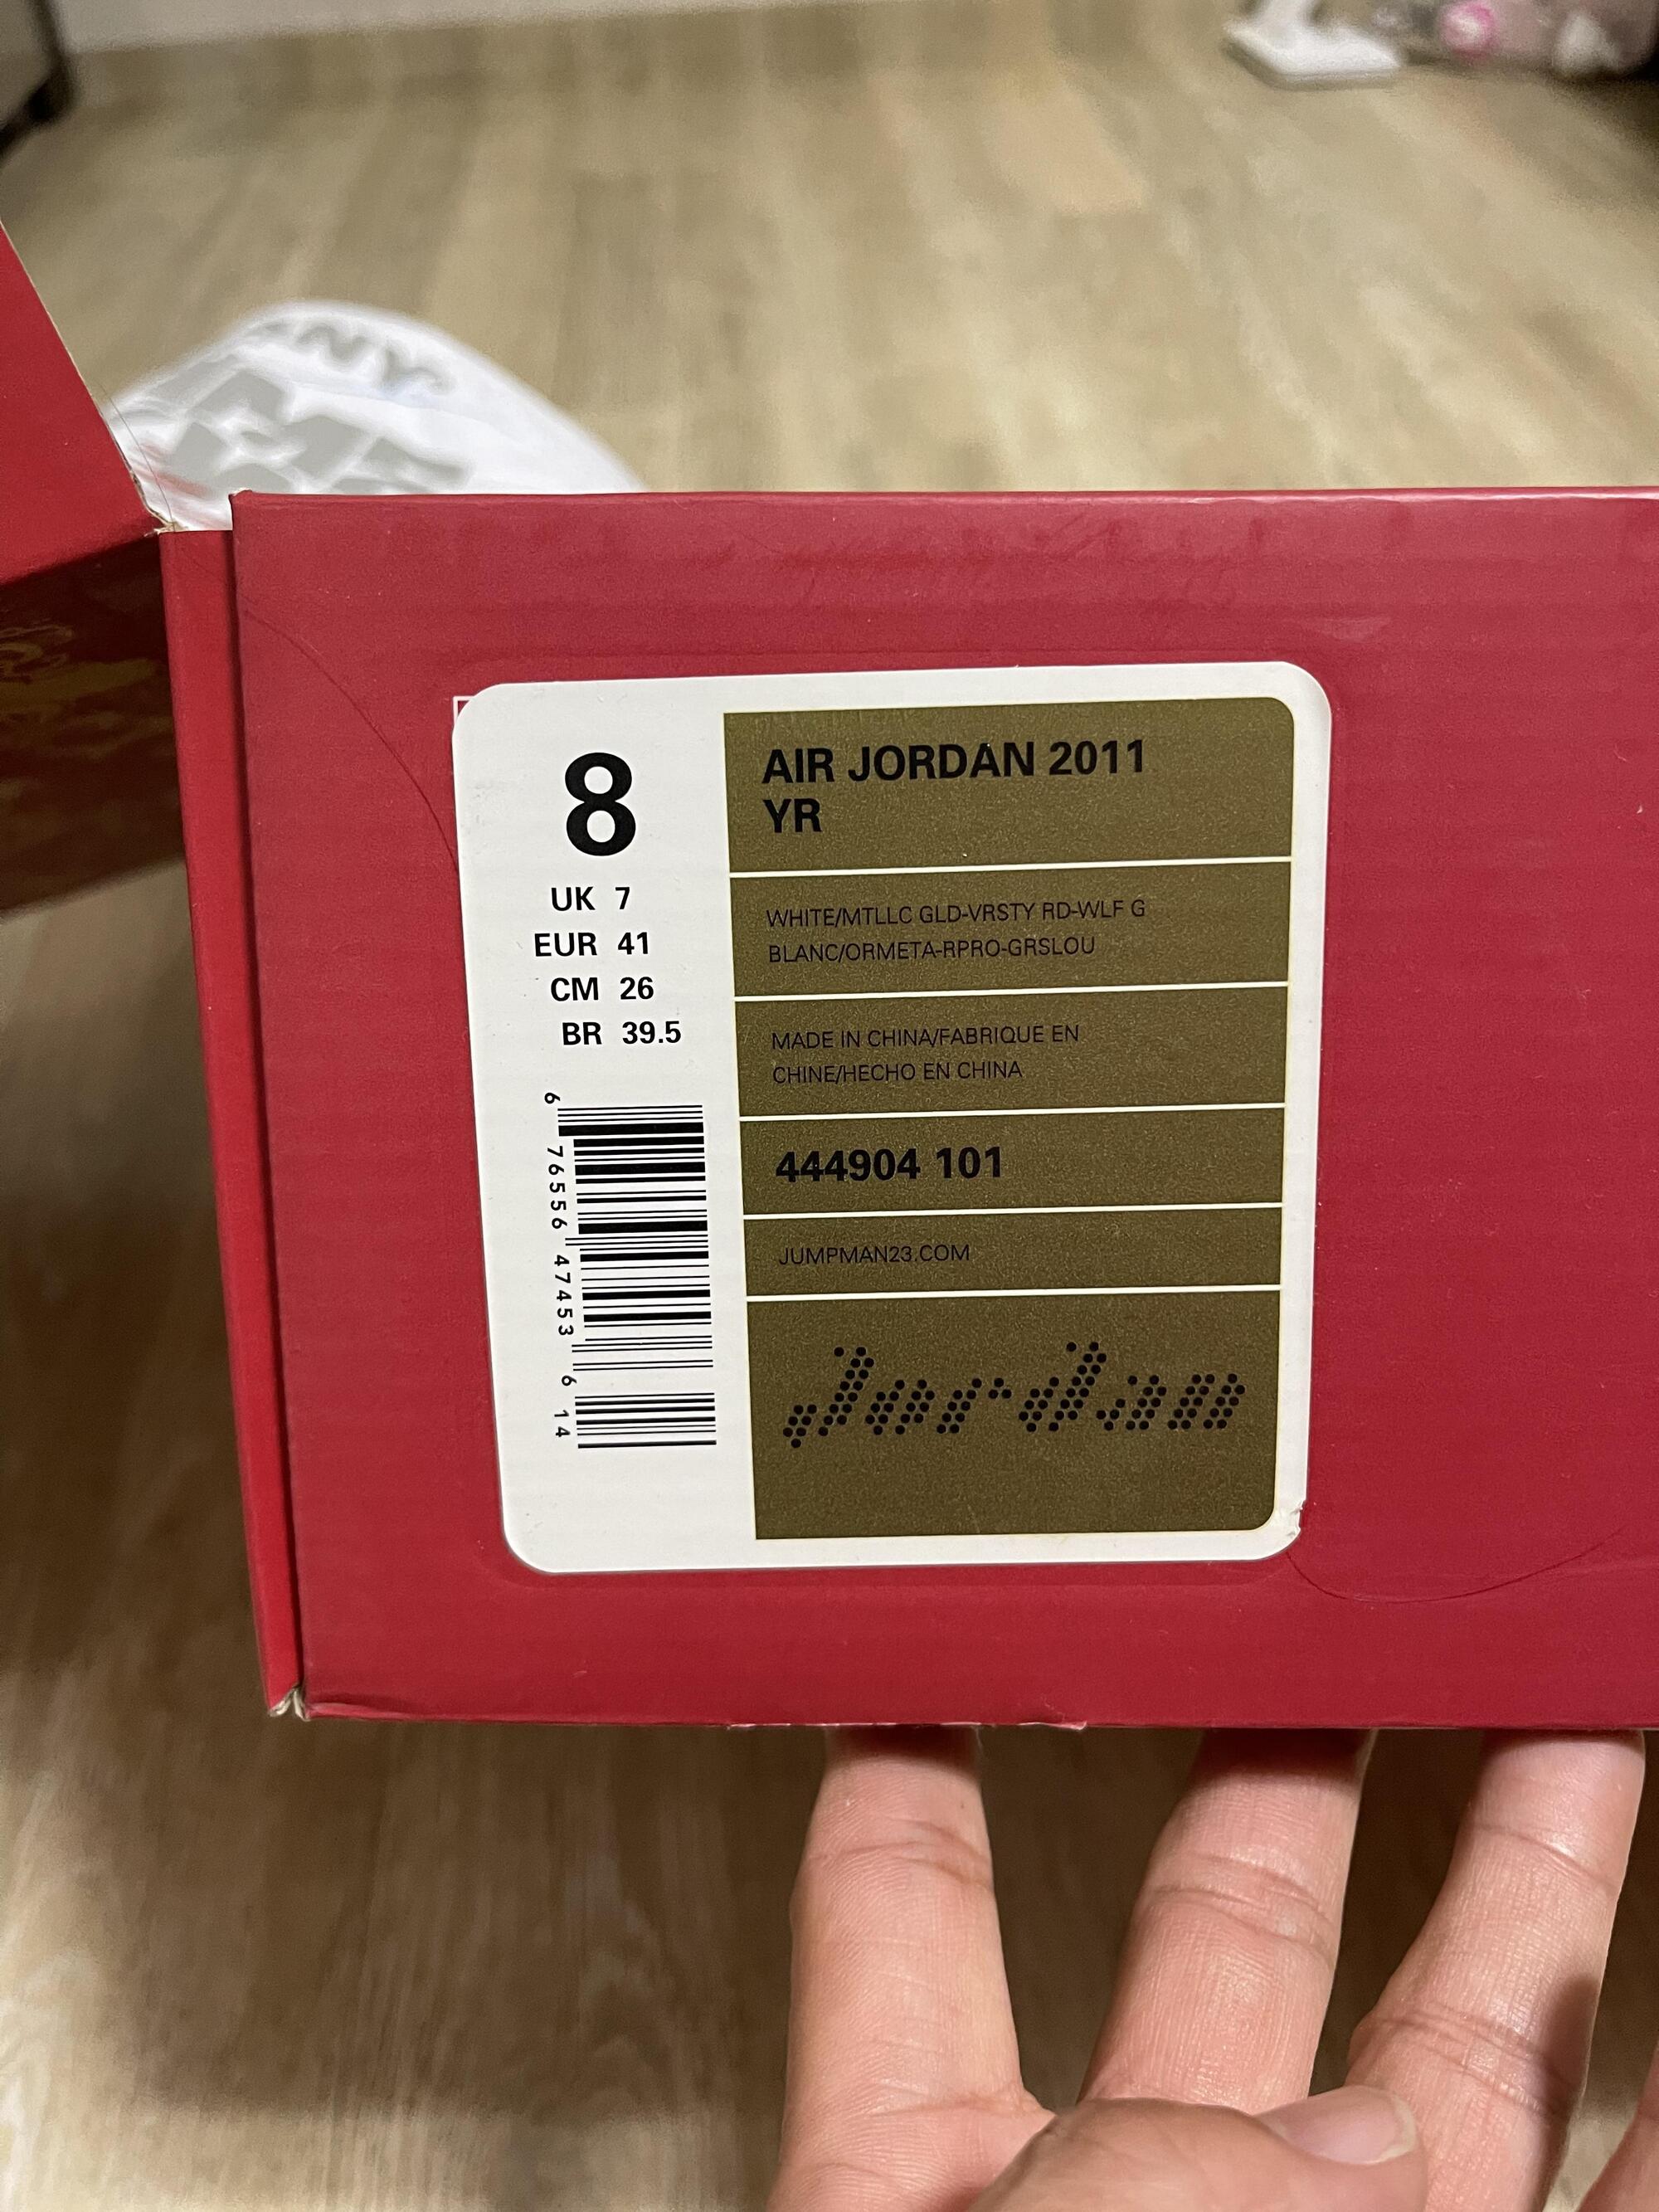 8
UK 7
EUR 41
CM 26
BR 39.5
6 76556 47453 6 14
AIR JORDAN 2011
YR
WHITE/MTLLC GLD-VRSTY RD-WLF G
BLANC/ORMETA-RPRO-GRSLOU
MADE IN CHINA/FABRIQUE EN
CHINE/HECHO EN CHINA
444904 101
JUMPMAN23.COM
Jordan